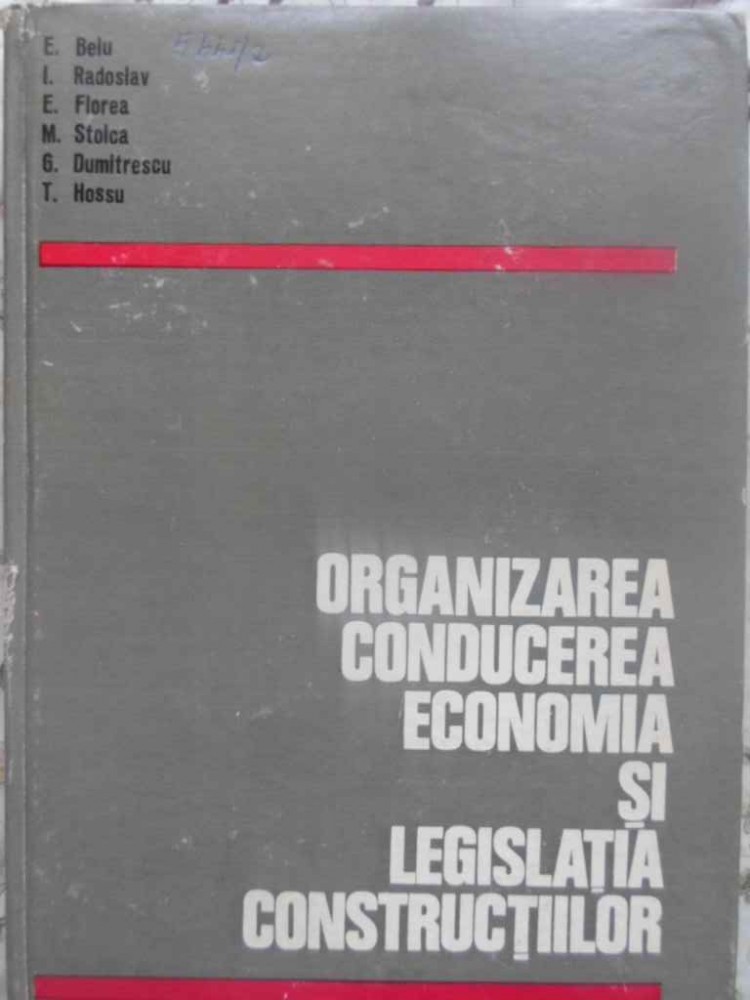 E. Belu
I. Radoslav
E. Florea
M. Stoica
G. Dumitrescu
T. Hossu
ORGANIZAREA
CONDUCEREA
ECONOMIA
ȘI
LEGISLAȚIA
CONSTRUCȚIILOR